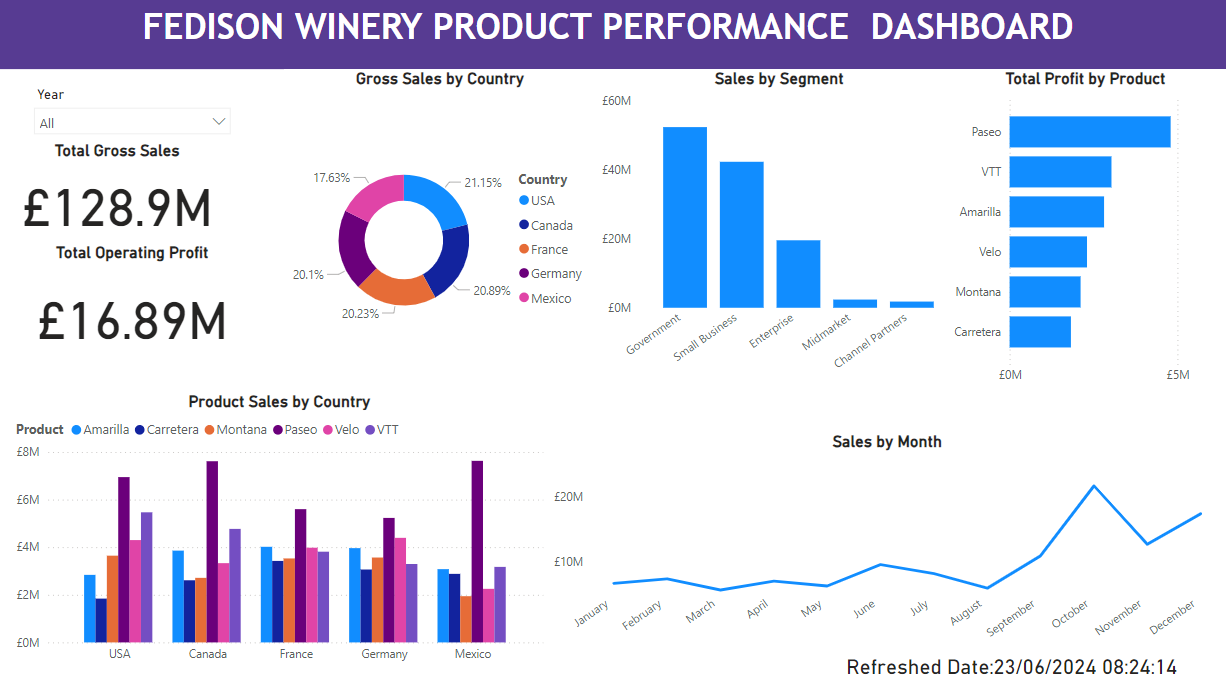 FEDISON WINERY PRODUCT PERFORMANCE DASHBOARD
Year
All
Total Gross Sales
£128.9M
Total Operating Profit
£16.89M
Gross Sales by Country
17.63%
21.15%
20.1%
20.89%
20.23%
Country
USA
Canada
France
Germany
Mexico
Sales by Segment
£60M
£40M
£20M
£0M
Government
Small Business
Enterprise
Midmarket
Channel Partners
Total Profit by Product
Paseo
VTT
Amarilla
Velo
Montana
Carretera
£0M £5M
Product Sales by Country
Product Amarilla Carretera Montana Paseo Velo VTT
£8M
£6M
£4M
£2M
£0M
USA Canada France Germany Mexico
Sales by Month
£20M
£10M
January February March April May June July August September October November December
Refreshed Date:23/06/2024 08:24:14